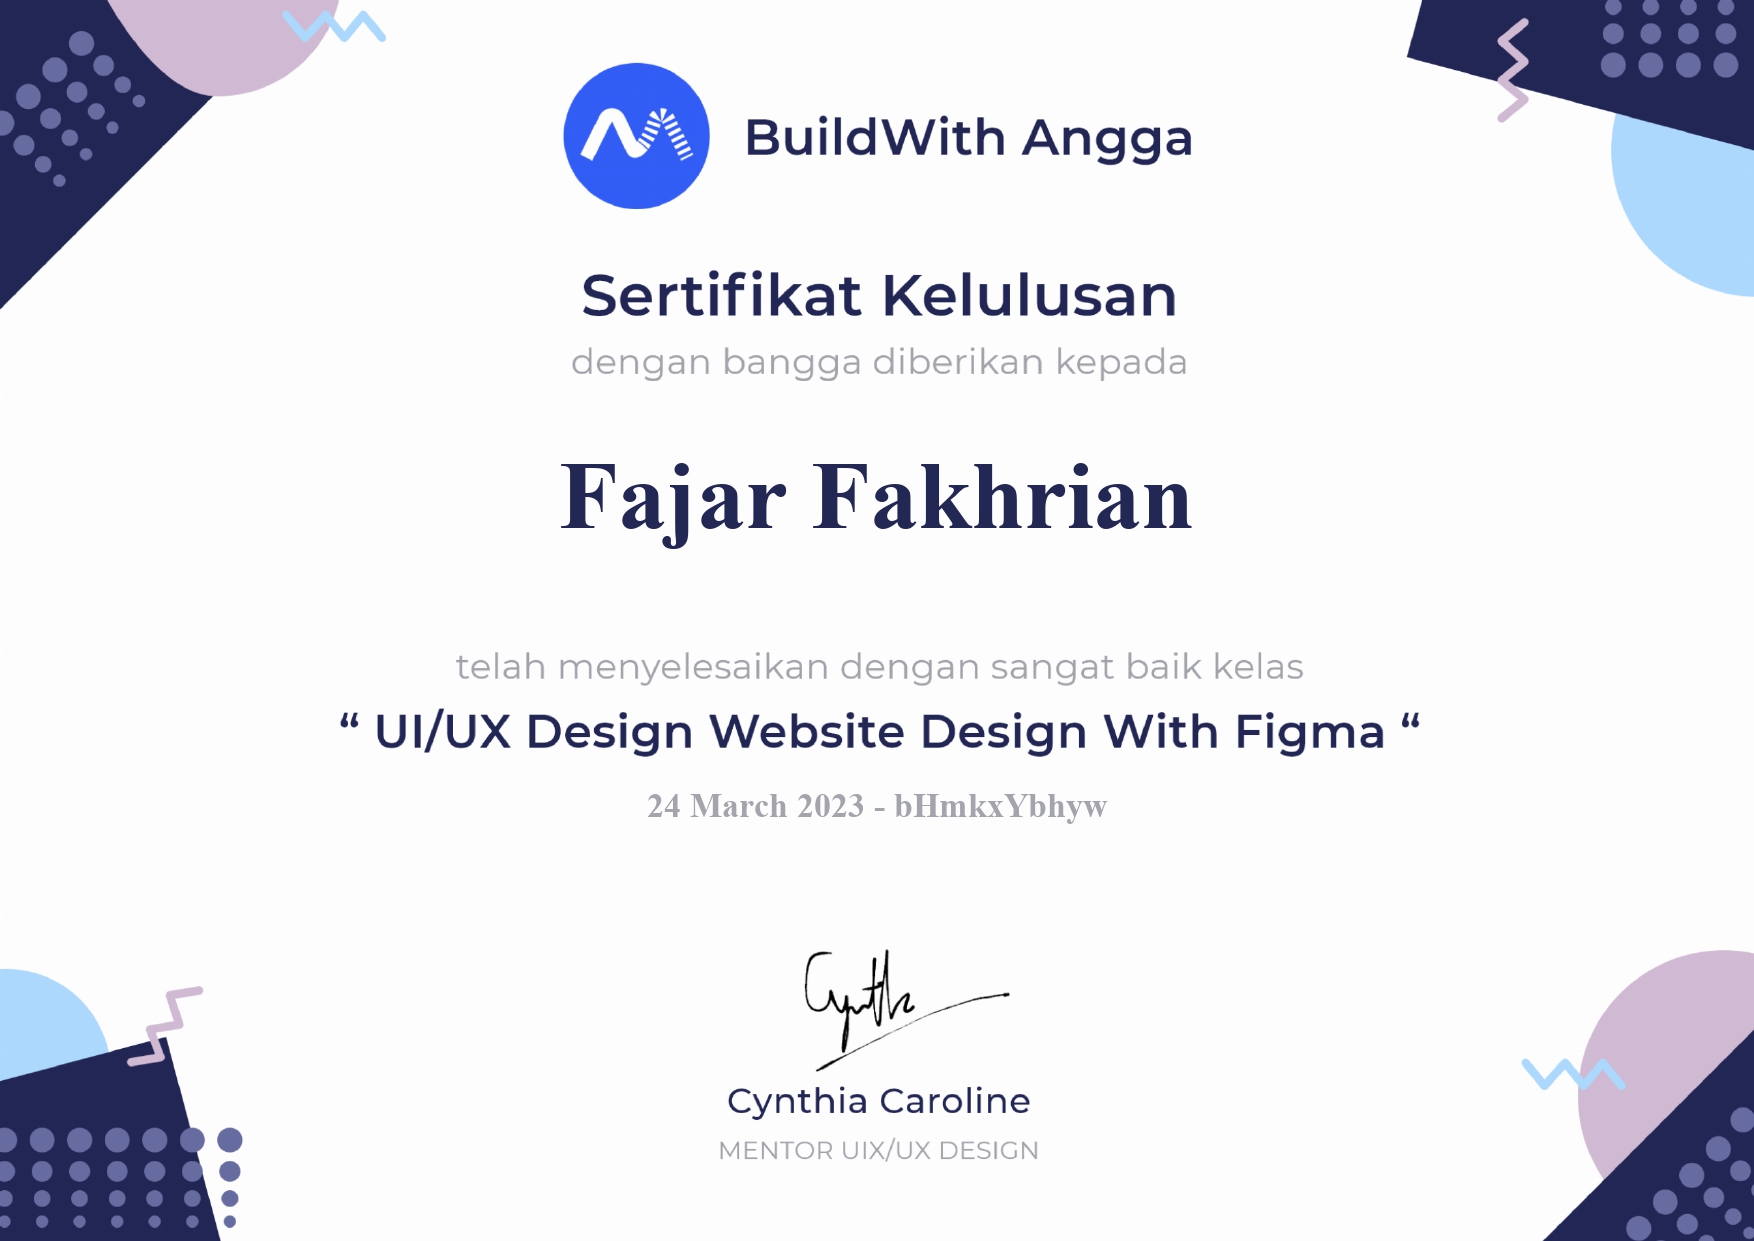 BuildWith Angga
Sertifikat Kelulusan
dengan bangga diberikan kepada
Fajar Fakhrian
telah menyelesaikan dengan sangat baik kelas
“ UI/UX Design Website Design With Figma “
24 March 2023 - bHmkxYbhyw
Cynthia Caroline
MENTOR UIX/UX DESIGN